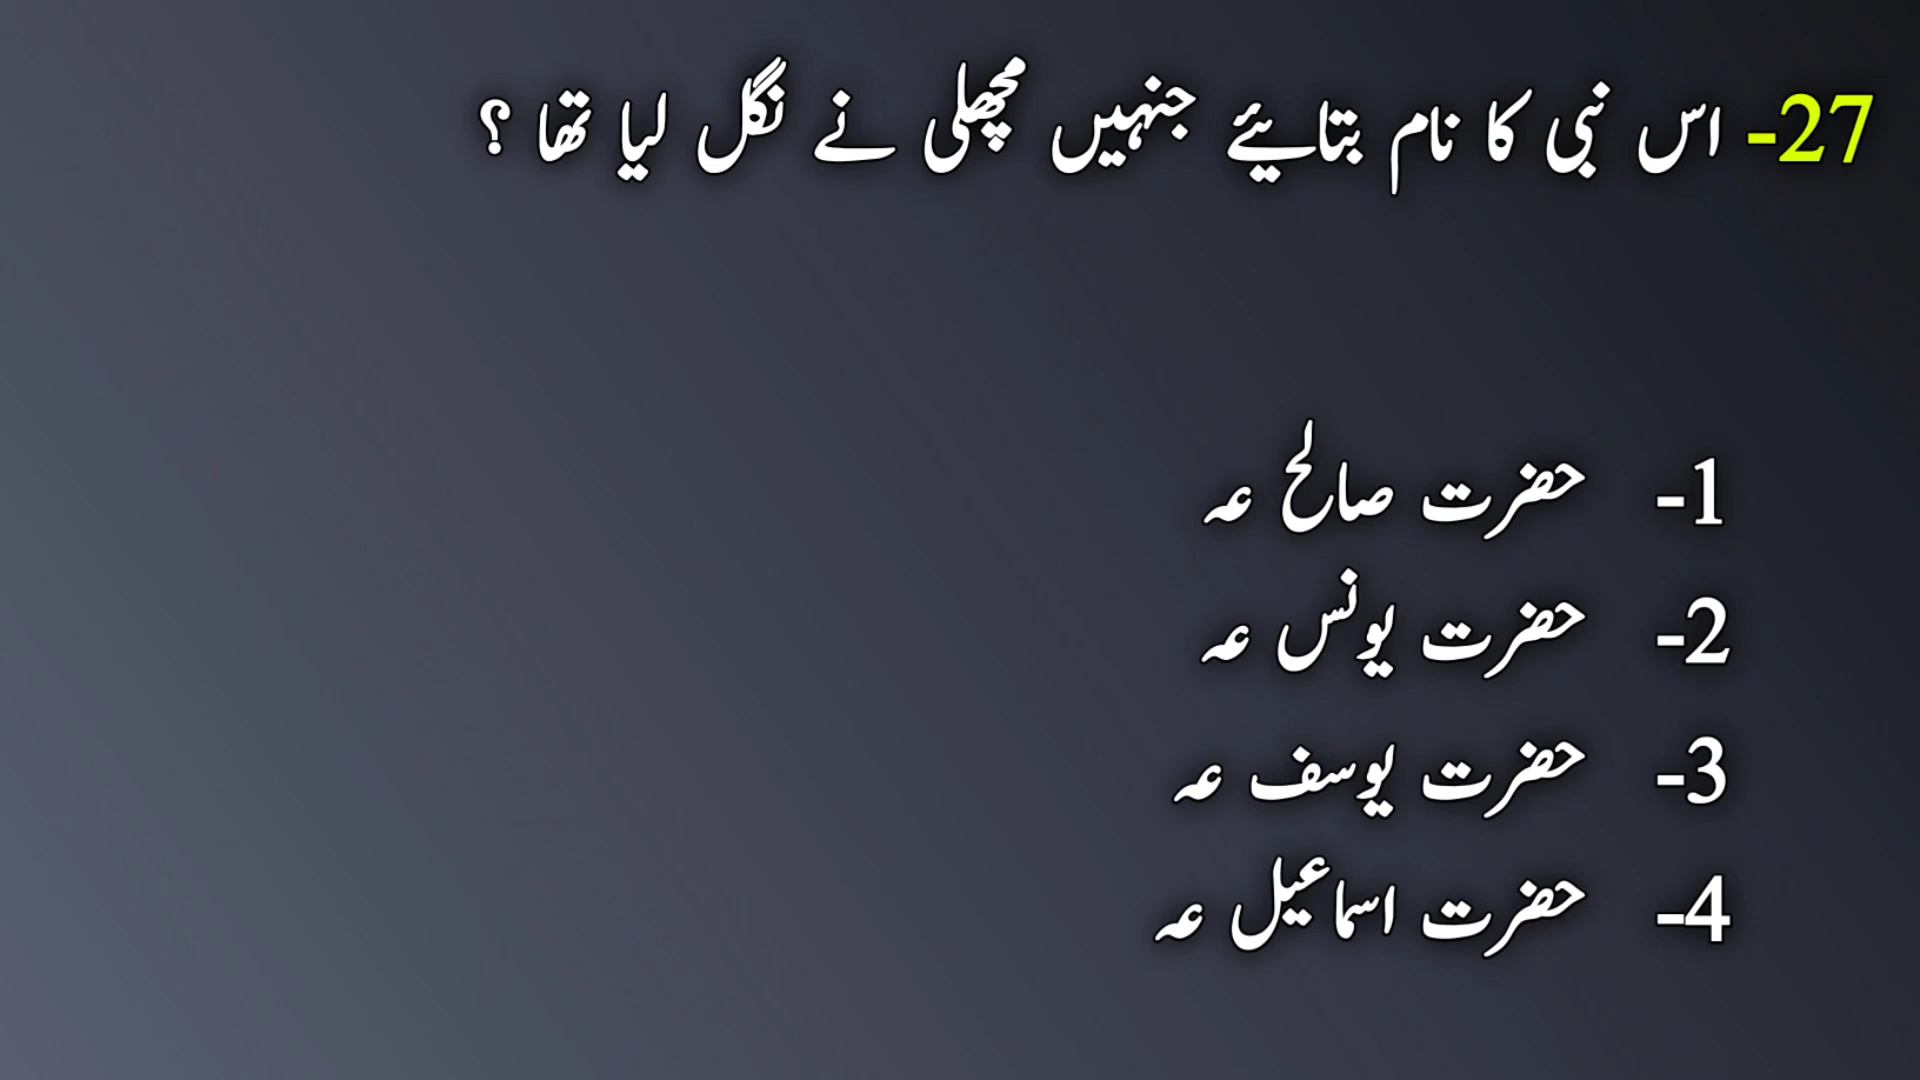 27- اس نبی کا نام بتایئے جنہیں مچھلی نے نگل لیا تھا ؟
1- حضرت صالح عہ
2- حضرت یونس عہ
3- حضرت یوسف عہ
4- حضرت اسماعیل عہ